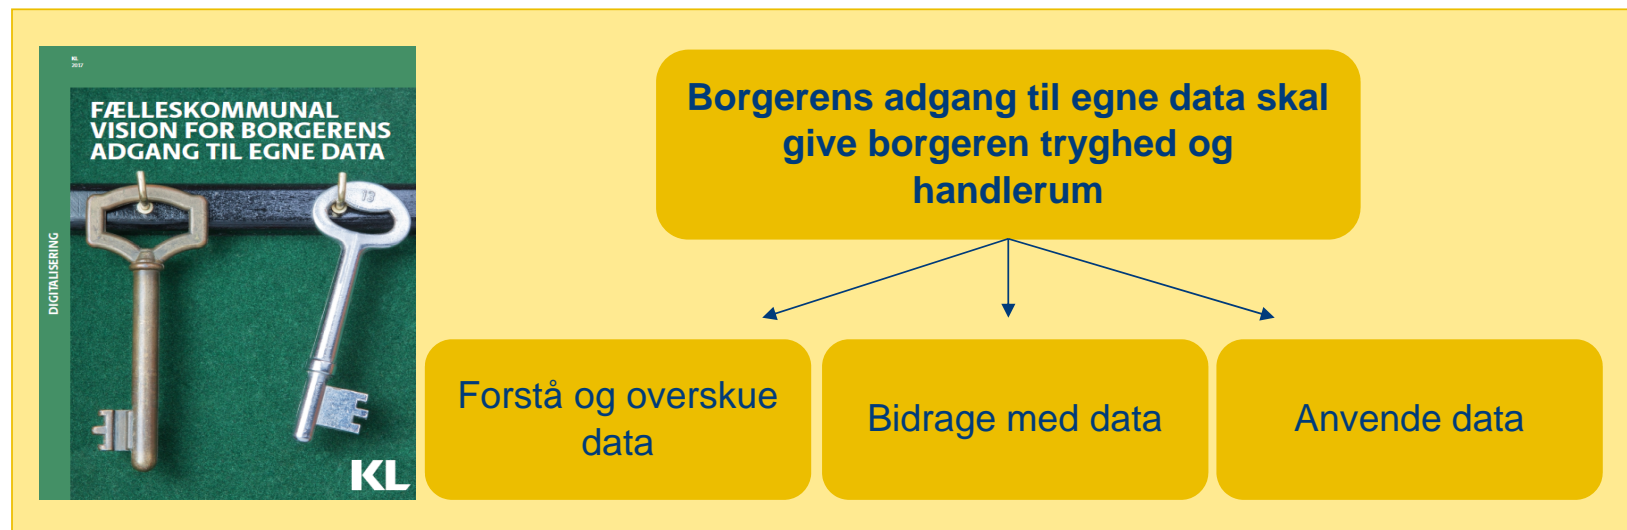 KL
2017
FÆLLESKOMMUNAL
VISION FOR BORGERENS
ADGANG TIL EGNE DATA
13
DIGITALISERING
KL
Borgerens adgang til egne data skal
give borgeren tryghed og
handlerum
Forstå og overskue
data
Bidrage med data
Anvende data